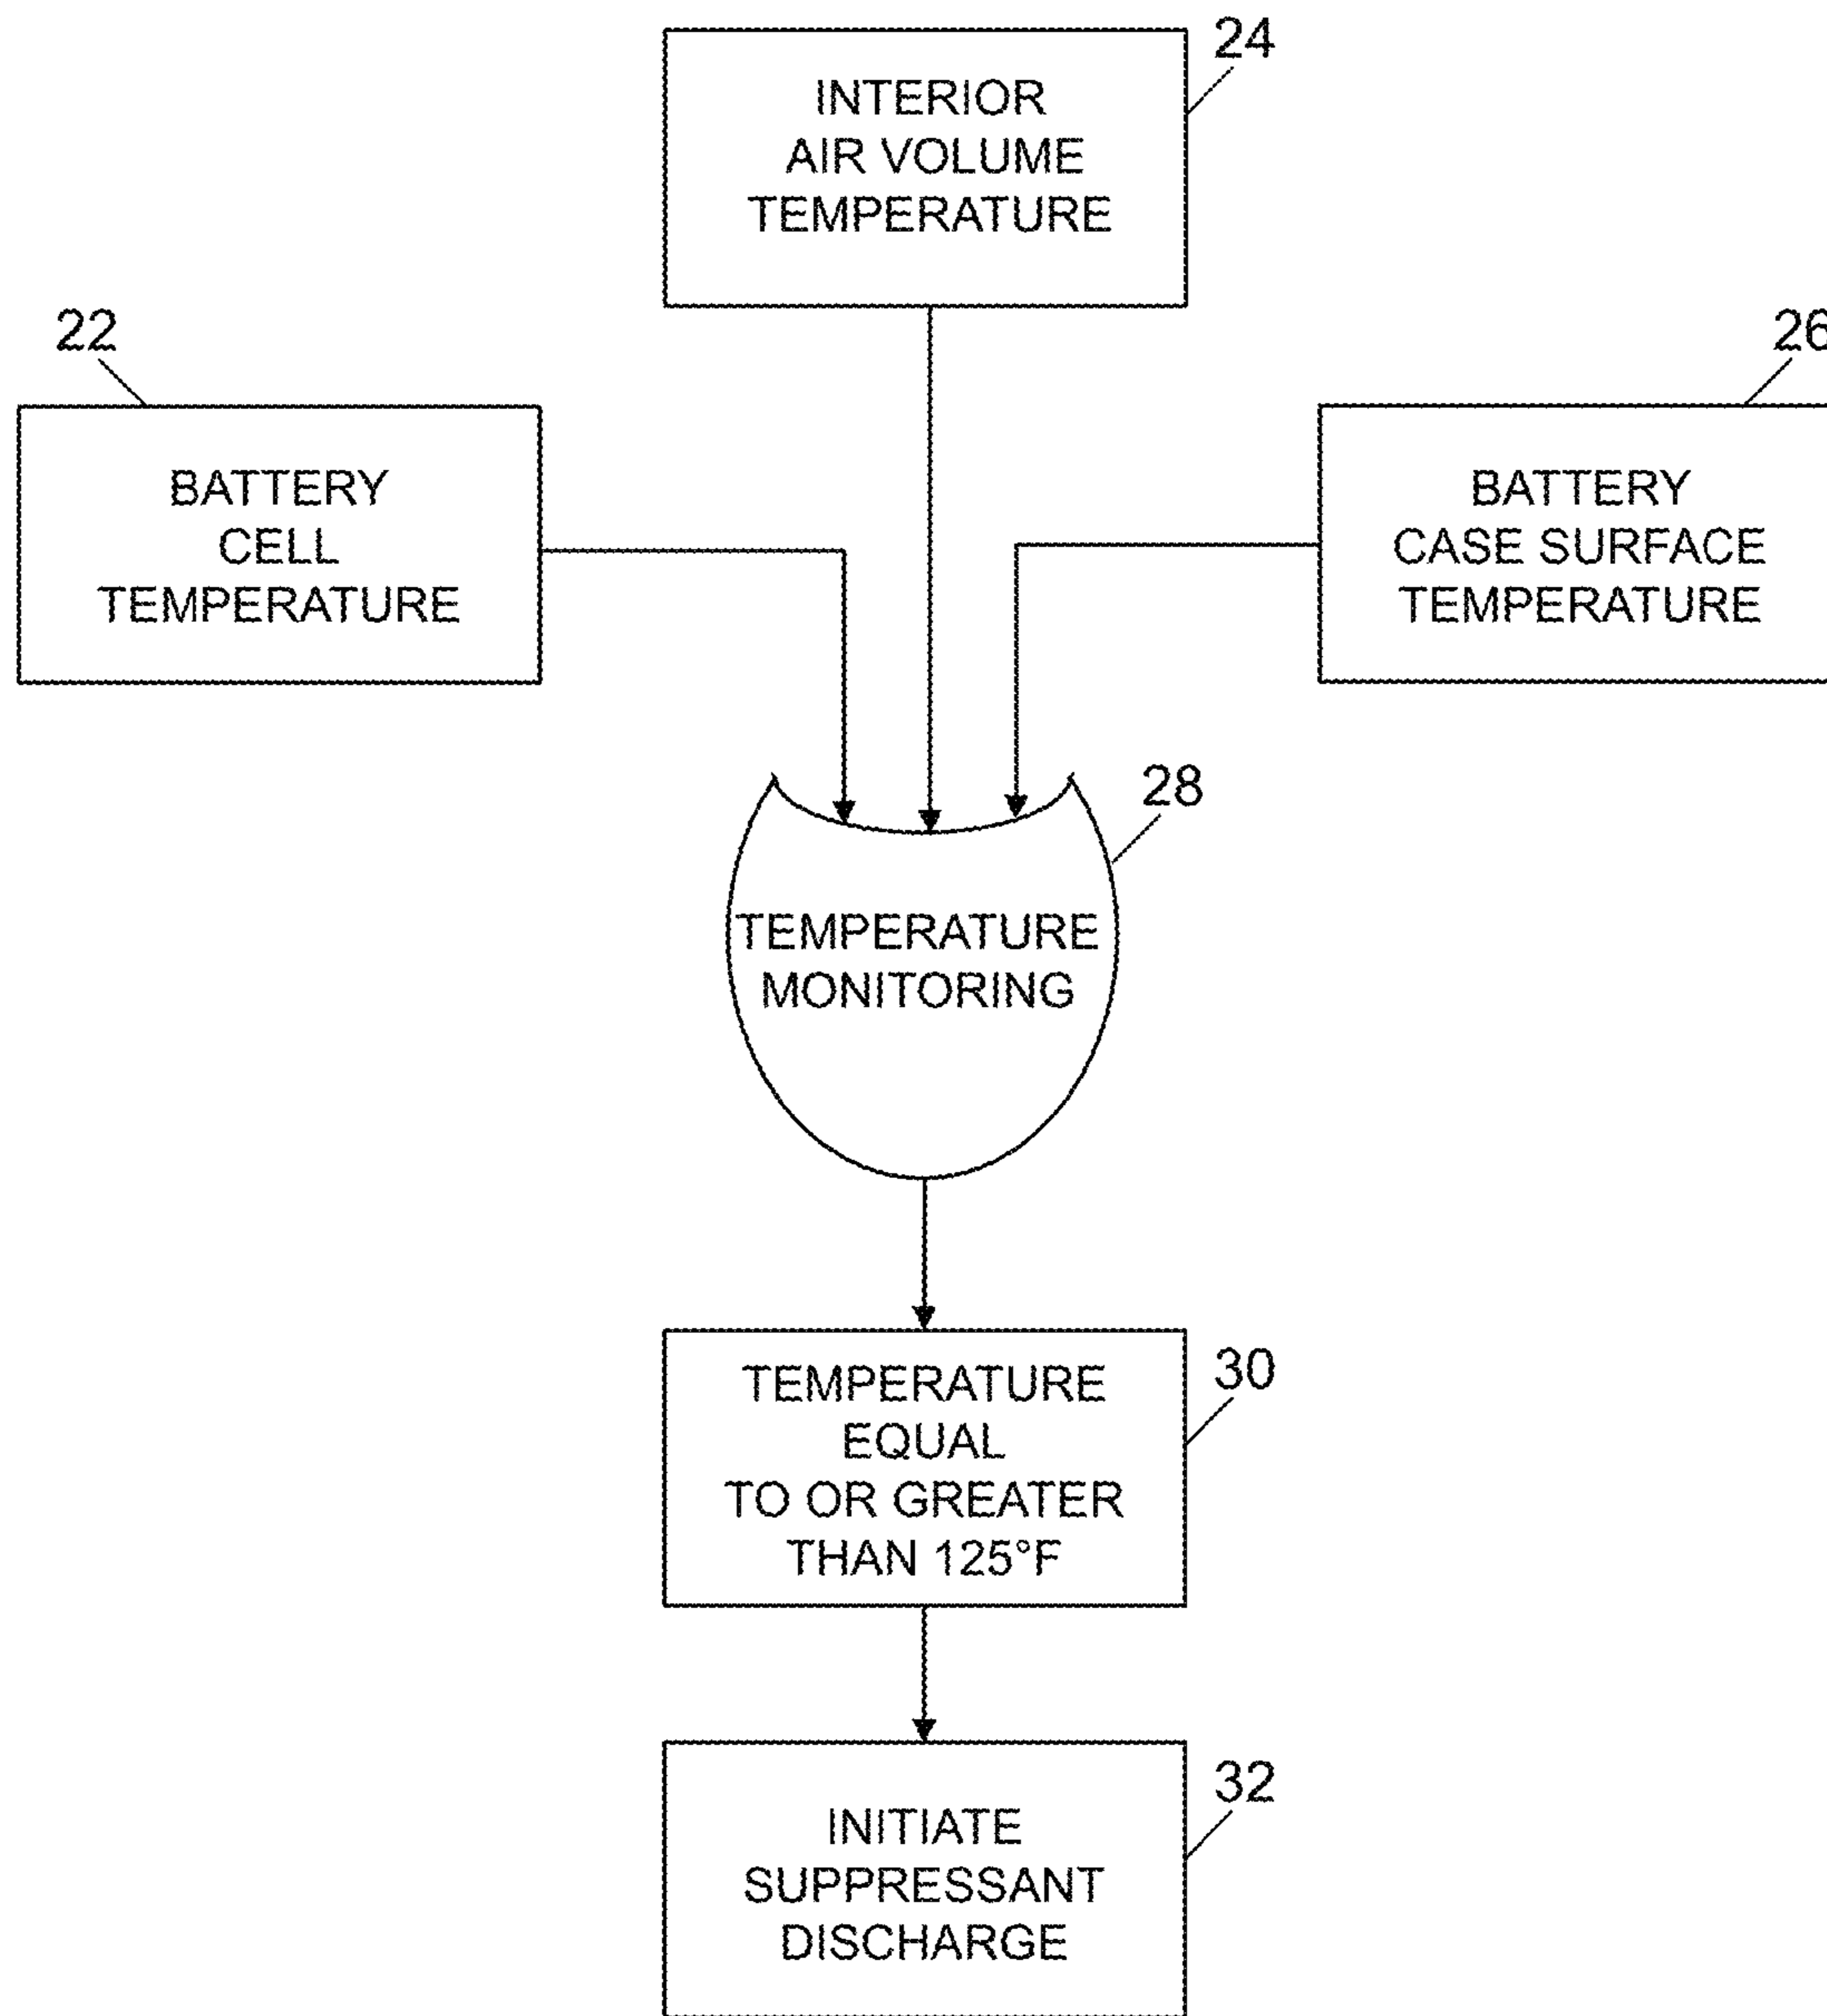 24
INTERIOR
AIR VOLUME
TEMPERATURE
22
BATTERY
CELL
TEMPERATURE
26
BATTERY
CASE SURFACE
TEMPERATURE
28
TEMPERATURE
MONITORING
30
TEMPERATURE
EQUAL
TO OR GREATER
THAN 125°F
32
INITIATE
SUPPRESSANT
DISCHARGE